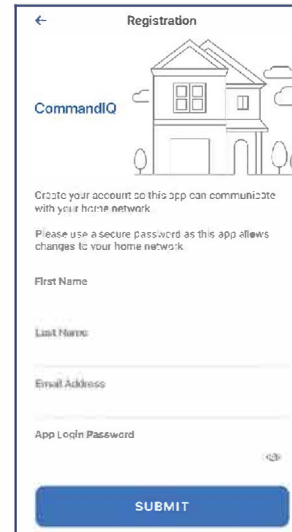 Registration
CommandIQ
Create your account so this app can communicate
with your home network.
Please use a secure password as this app allows
changes to your home network.
First Name
Last Name
Email Address
App Login Password
SUBMIT